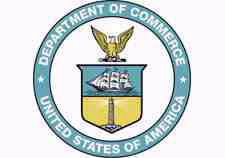 DEPARTMENT OF COMMERCE
UNITED STATES OF AMERICA